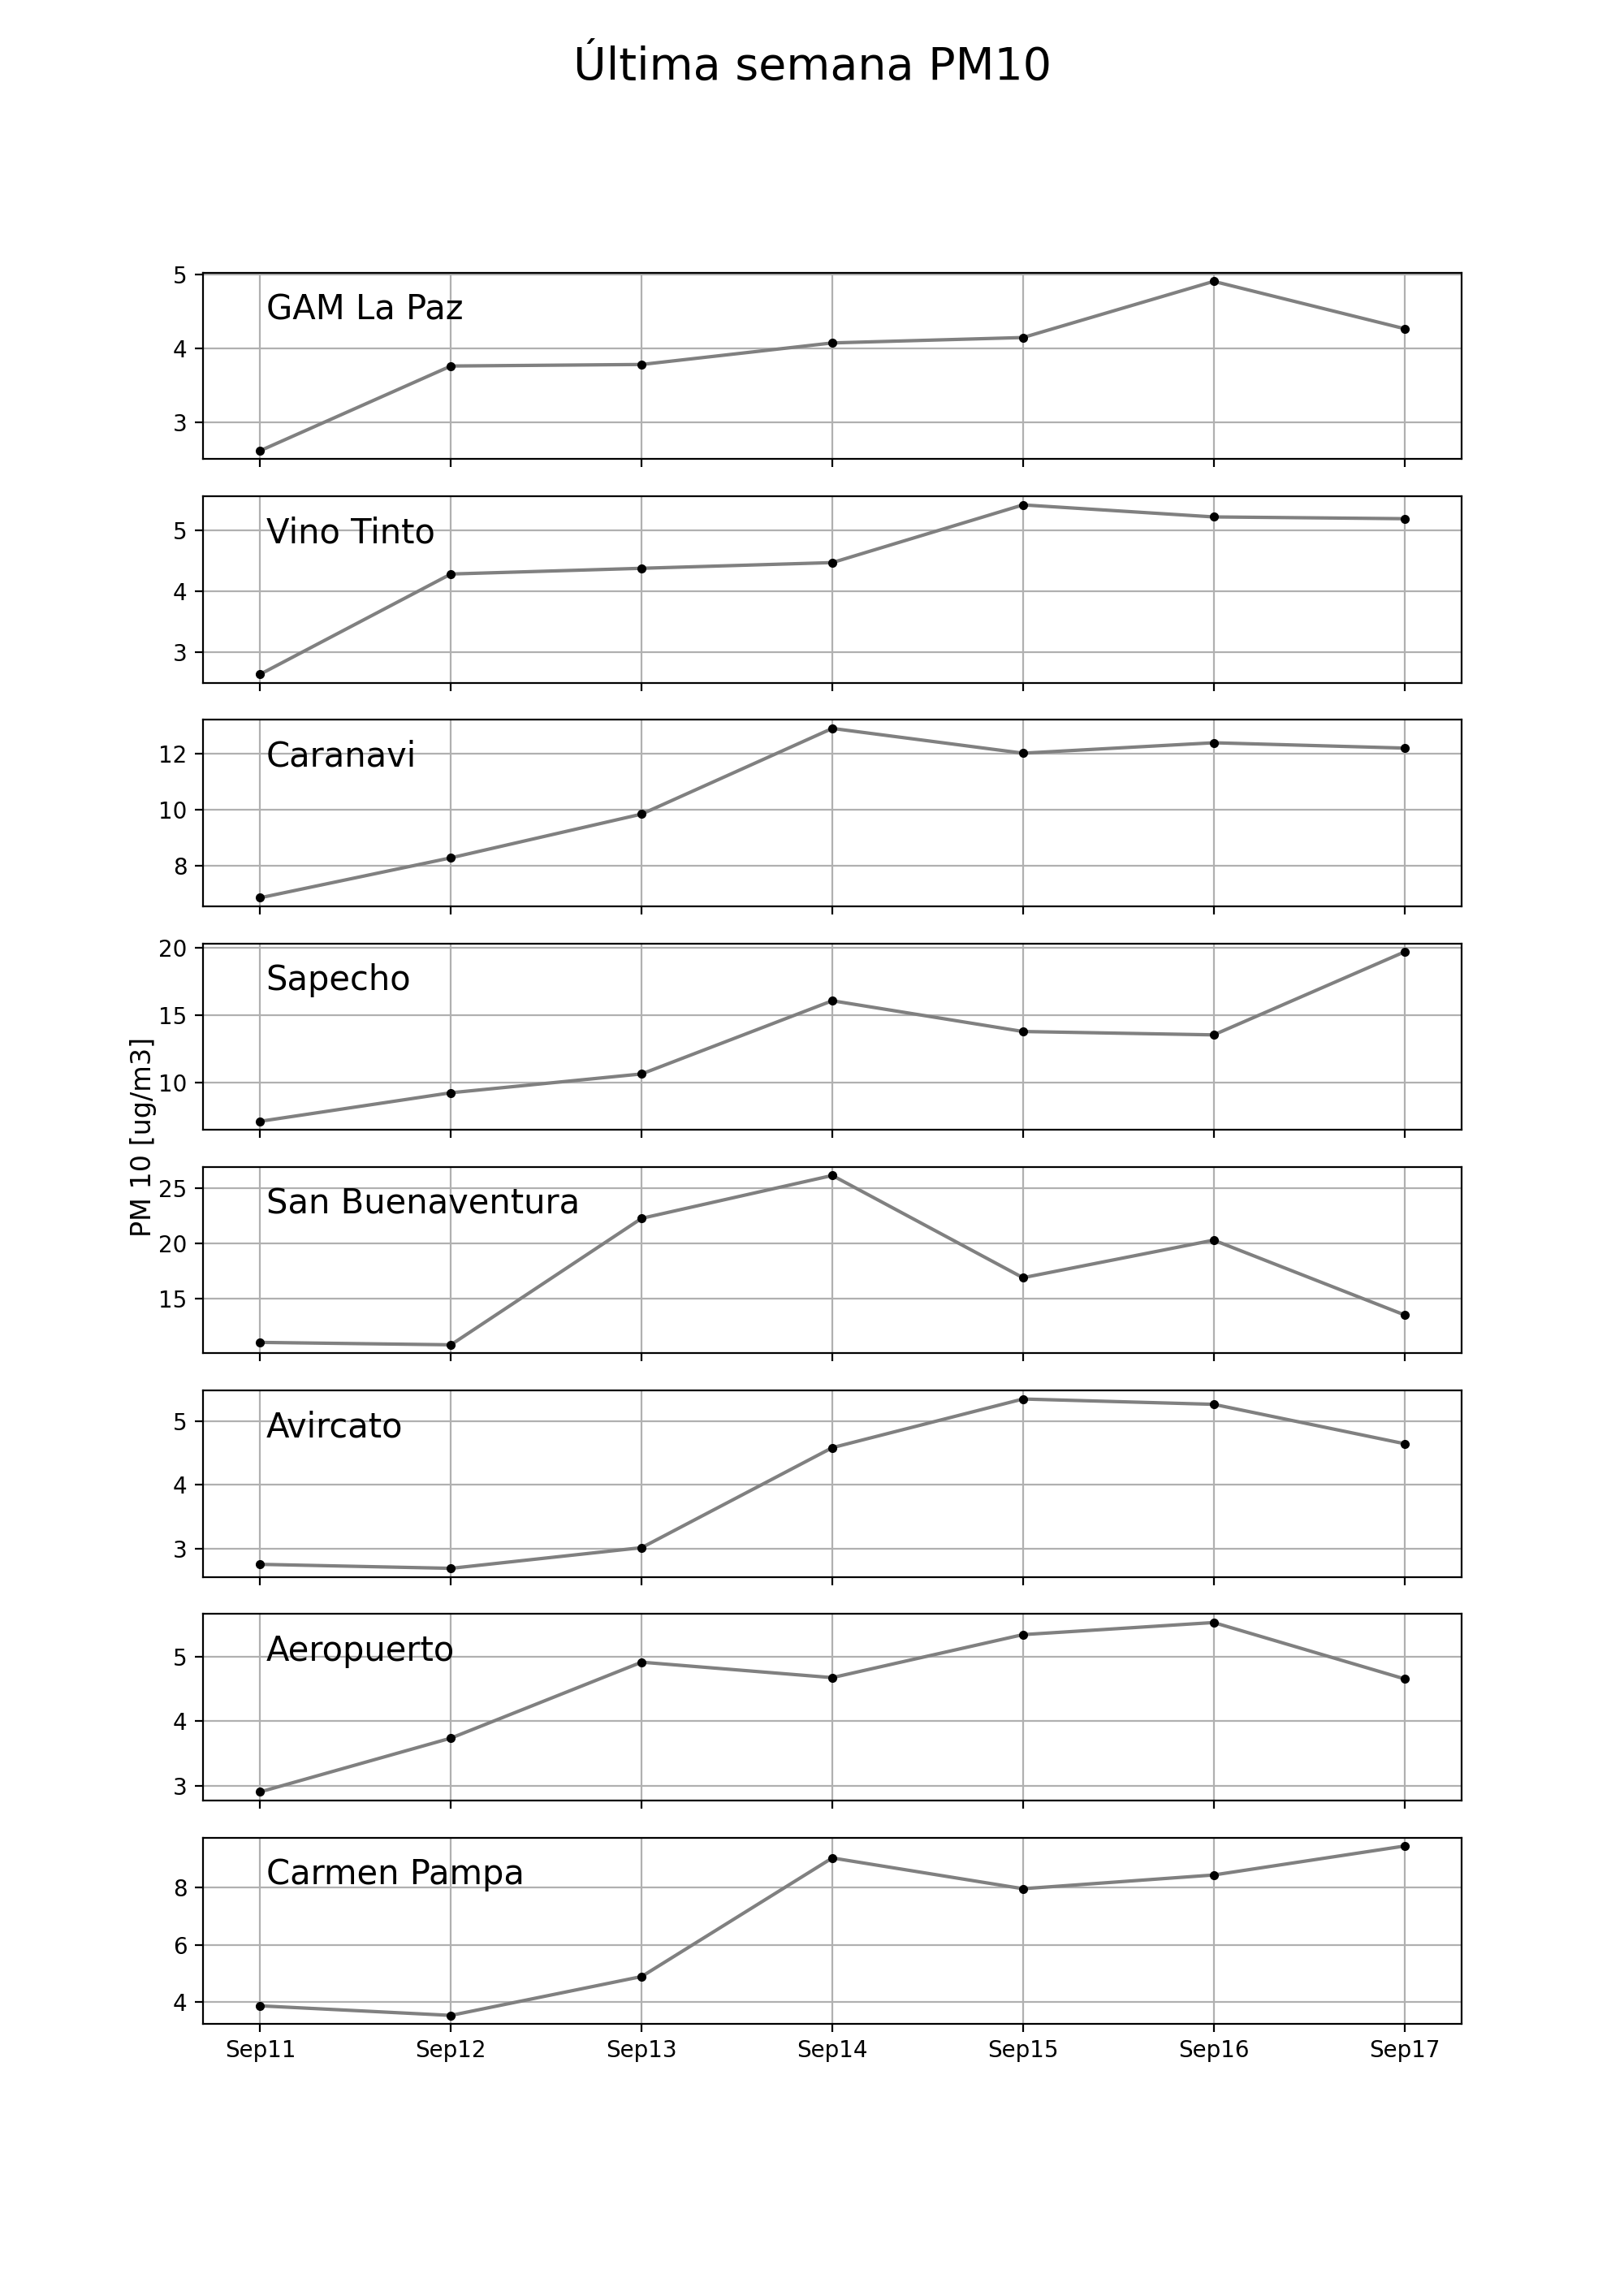 Última semana PM10
PM 10 [ug/m3]
GAM La Paz
5
4
3
Vino Tinto
5
4
3
Caranavi
12
10
8
Sapecho
20
15
10
San Buenaventura
25
20
15
Avircato
5
4
3
Aeropuerto
5
4
3
Carmen Pampa
8
6
4
Sep11 Sep12 Sep13 Sep14 Sep15 Sep16 Sep17